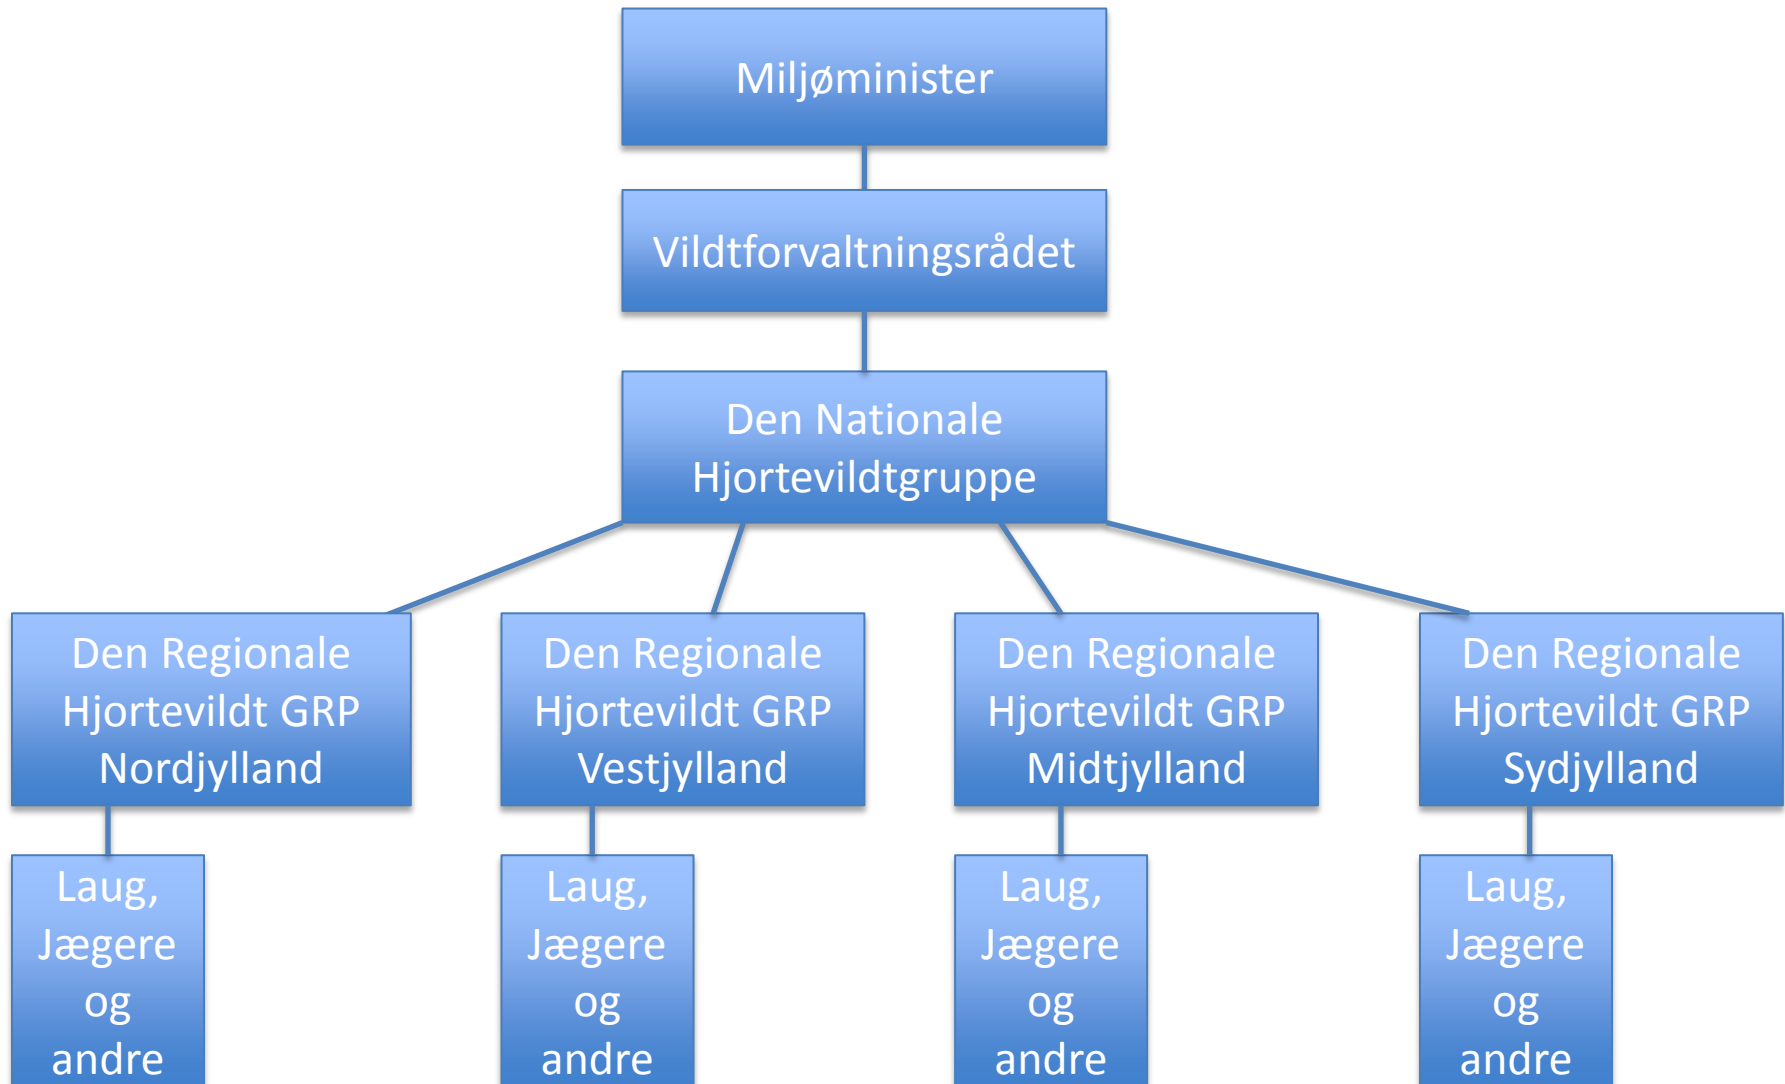 Miljøminister
Vildtforvaltningsrådet
Den Nationale
Hjortevildtgruppe
Den Regionale
Hjortevildt GRP
Nordjylland
Den Regionale
Hjortevildt GRP
Vestjylland
Den Regionale
Hjortevildt GRP
Midtjylland
Den Regionale
Hjortevildt GRP
Sydjylland
Laug,
Jægere
og
andre
Laug,
Jægere
og
andre
Laug,
Jægere
og
andre
Laug,
Jægere
og
andre